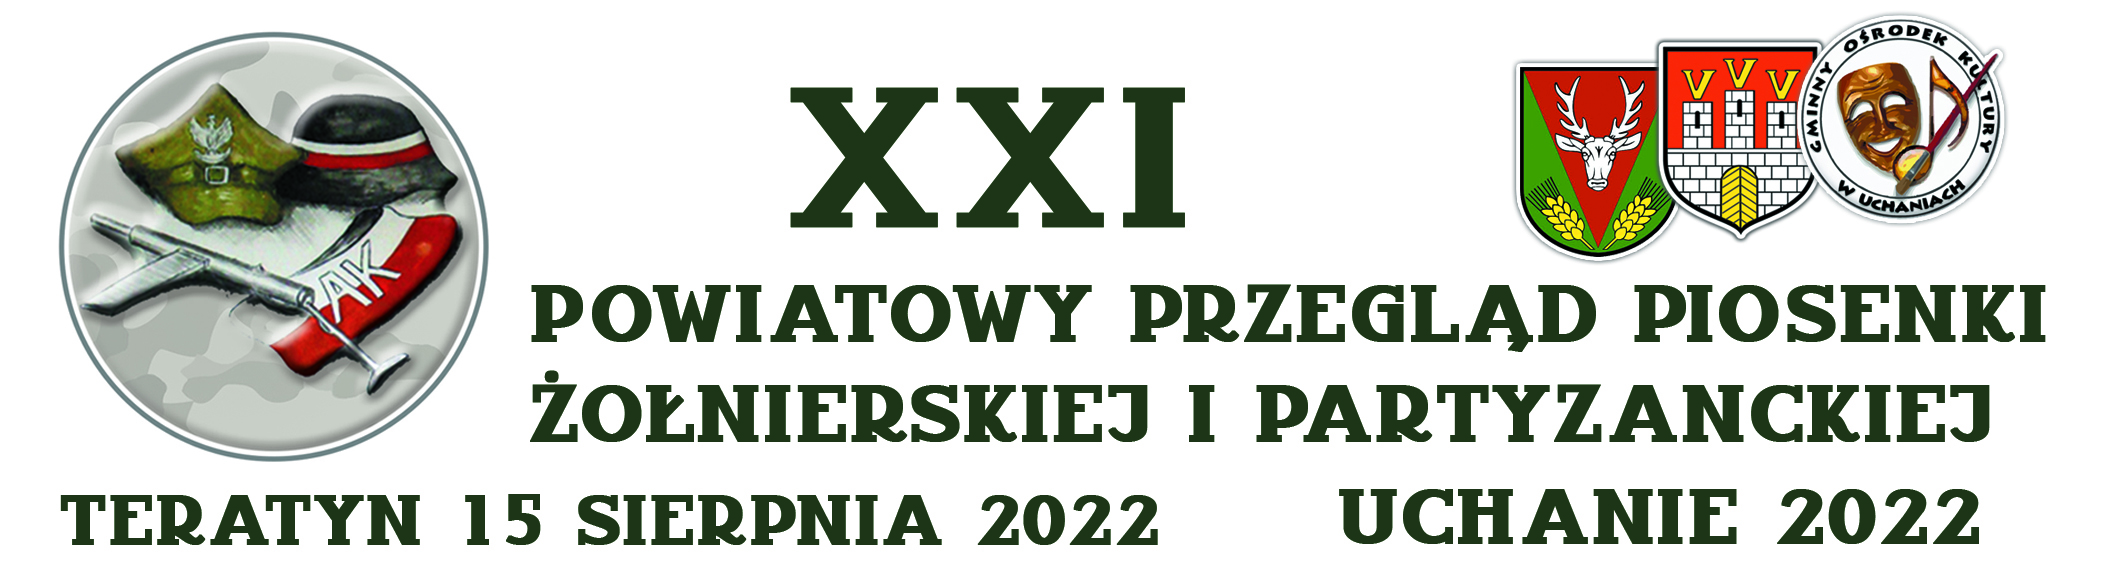 XXI
GMINNY OŚRODEK KULTURY
W UCHANIACH
AK
POWIATOWY PRZEGLĄD PIOSENKI
ŻOŁNIERSKIEJ I PARTYZANCKIEJ
TERATYN 15 SIERPNIA 2022
UCHANIE 2022